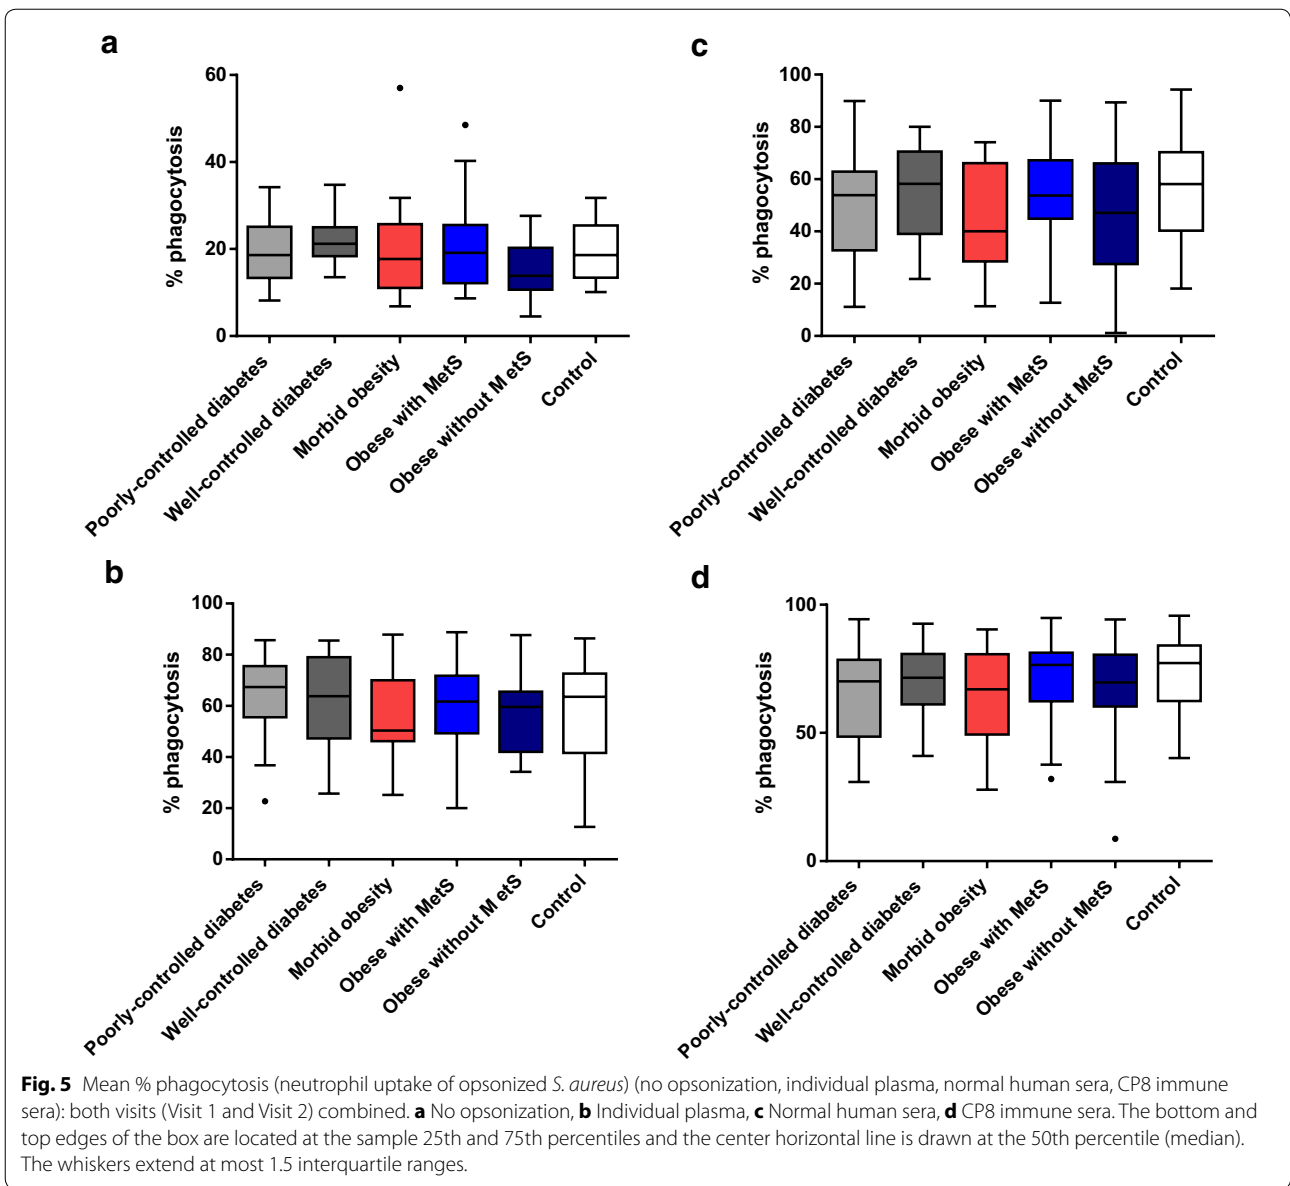 a
60
40
20
0
% phagocytosis
Poorly-controlled diabetes
Well-controlled diabetes
Morbid obesity
Obese with MetS
Obese without M etS
Control
c
100
80
60
40
20
0
% phagocytosis
Poorly-controlled diabetes
Well-controlled diabetes
Morbid obesity
Obese with MetS
Obese without MetS
Control
b
100
80
60
40
20
0
% phagocytosis
Poorly-controlled diabetes
Well-controlled diabetes
Morbid obesity
Obese with MetS
Obese without M etS
Control
d
100
50
0
% phagocytosis
Poorly-controlled diabetes
Well-controlled diabetes
Morbid obesity
Obese with MetS
Obese without MetS
Control
Fig. 5 Mean % phagocytosis (neutrophil uptake of opsonized S. aureus) (no opsonization, individual plasma, normal human sera, CP8 immune
sera): both visits (Visit 1 and Visit 2) combined. a No opsonization, b Individual plasma, c Normal human sera, d CP8 immune sera. The bottom and
top edges of the box are located at the sample 25th and 75th percentiles and the center horizontal line is drawn at the 50th percentile (median).
The whiskers extend at most 1.5 interquartile ranges.